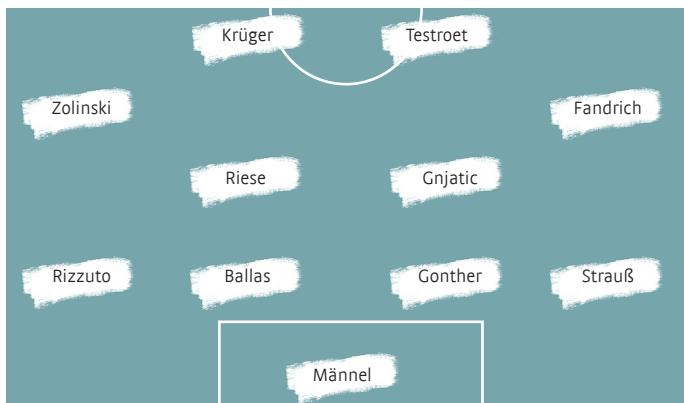 Krüger Testroet
Zolinski Fandrich
Riese Gnjatic
Rizzuto Ballas Gonther Strauß
Männel